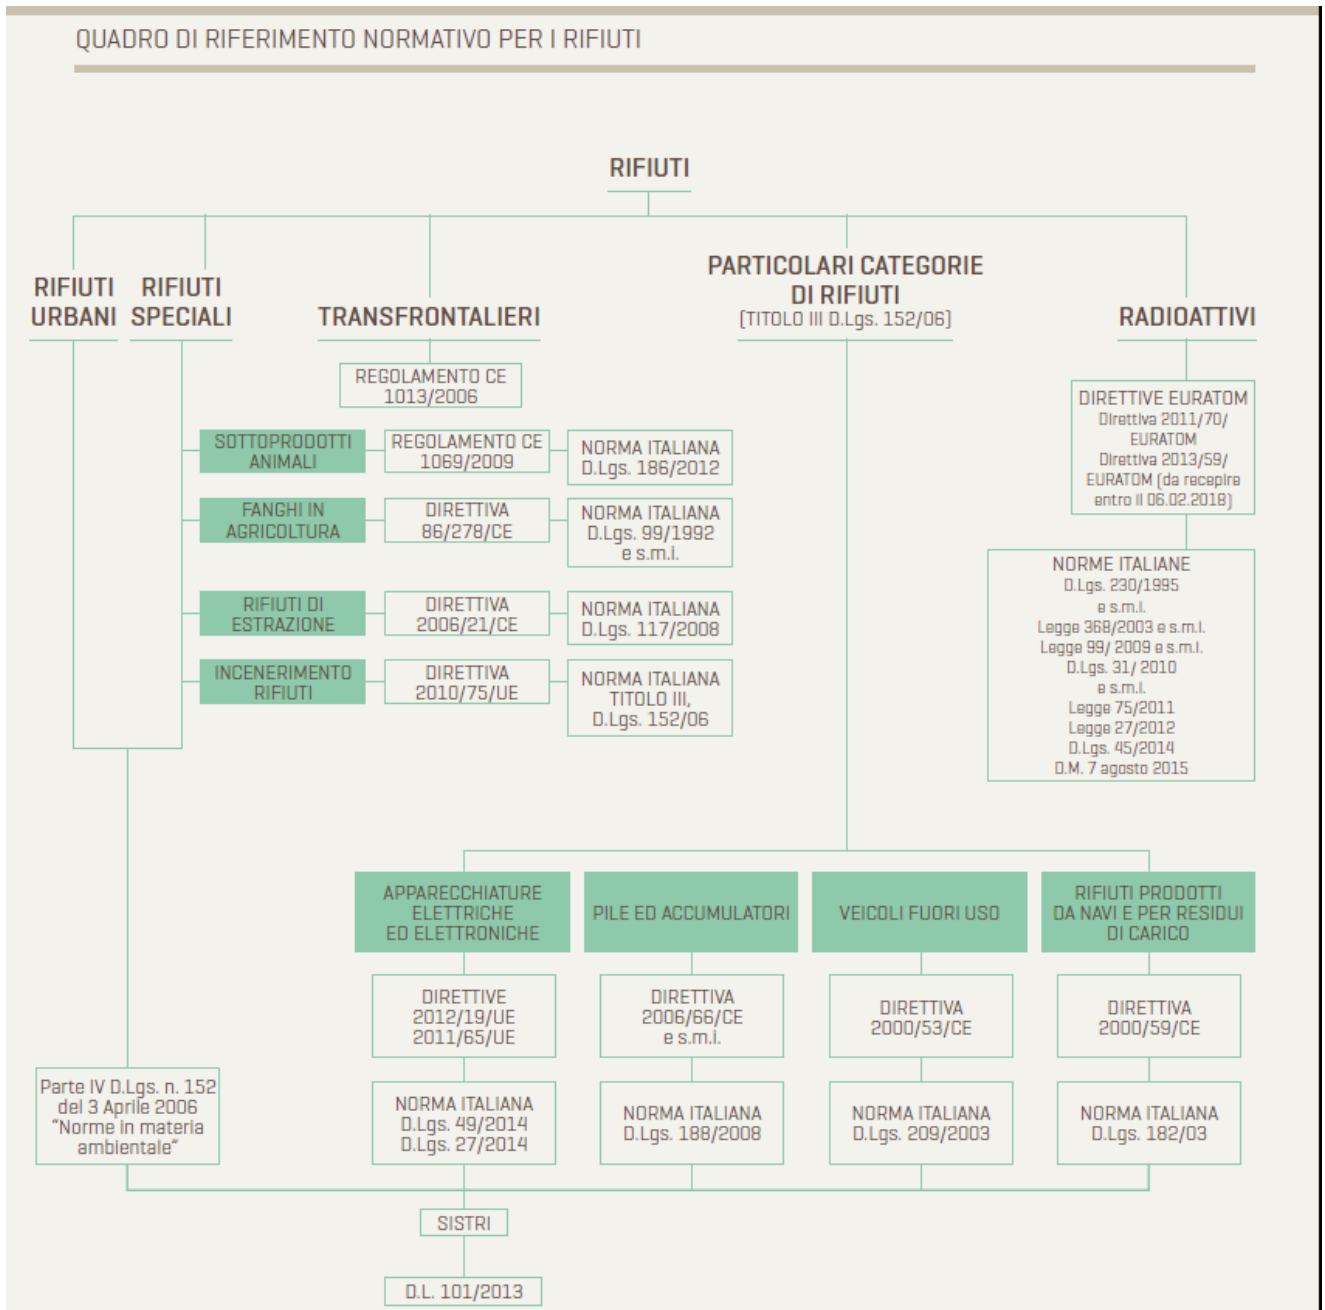 QUADRO DI RIFERIMENTO NORMATIVO PER I RIFIUTI
RIFIUTI
RIFIUTI
URBANI
RIFIUTI
SPECIALI
TRANSFRONTALIERI
PARTICOLARI CATEGORIE
DI RIFIUTI
(TITOLO III D.Lgs. 152/06)
RADIOATTIVI
REGOLAMENTO CE
1013/2006
SOTTOPRODOTTI
ANIMALI
REGOLAMENTO CE
1069/2009
NORMA ITALIANA
D.Lgs. 186/2012
FANGHI IN
AGRICOLTURA
DIRETTIVA
86/278/CE
NORMA ITALIANA
D.Lgs. 99/1992
e s.m.i.
RIFIUTI DI
ESTRAZIONE
DIRETTIVA
2006/21/CE
NORMA ITALIANA
D.Lgs. 117/2008
INCENERIMENTO
RIFIUTI
DIRETTIVA
2010/75/UE
NORMA ITALIANA
TITOLO III,
D.Lgs. 152/06
DIRETTIVE EURATOM
Direttiva 2011/70/
EURATOM
Direttiva 2013/59/
EURATOM (da recepire
entro il 06.02.2018)
NORME ITALIANE
D.Lgs. 230/1995
e s.m.i.
Legge 368/2003 e s.m.i.
Legge 99/ 2009 e s.m.i.
D.Lgs. 31/ 2010
e s.m.i.
Legge 75/2011
Legge 27/2012
D.Lgs. 45/2014
D.M. 7 agosto 2015
APPARECCHIATURE
ELETTRICHE
ED ELETTRONICHE
PILE ED ACCUMULATORI
VEICOLI FUORI USO
RIFIUTI PRODOTTI
DA NAVI E PER RESIDUI
DI CARICO
DIRETTIVE
2012/19/UE
2011/65/UE
DIRETTIVA
2006/66/CE
e s.m.i.
DIRETTIVA
2000/53/CE
DIRETTIVA
2000/59/CE
Parte IV D.Lgs. n. 152
del 3 Aprile 2006
"Norme in materia
ambientale"
NORMA ITALIANA
D.Lgs. 49/2014
D.Lgs. 27/2014
NORMA ITALIANA
D.Lgs. 188/2008
NORMA ITALIANA
D.Lgs. 209/2003
NORMA ITALIANA
D.Lgs. 182/03
SISTRI
D.L. 101/2013